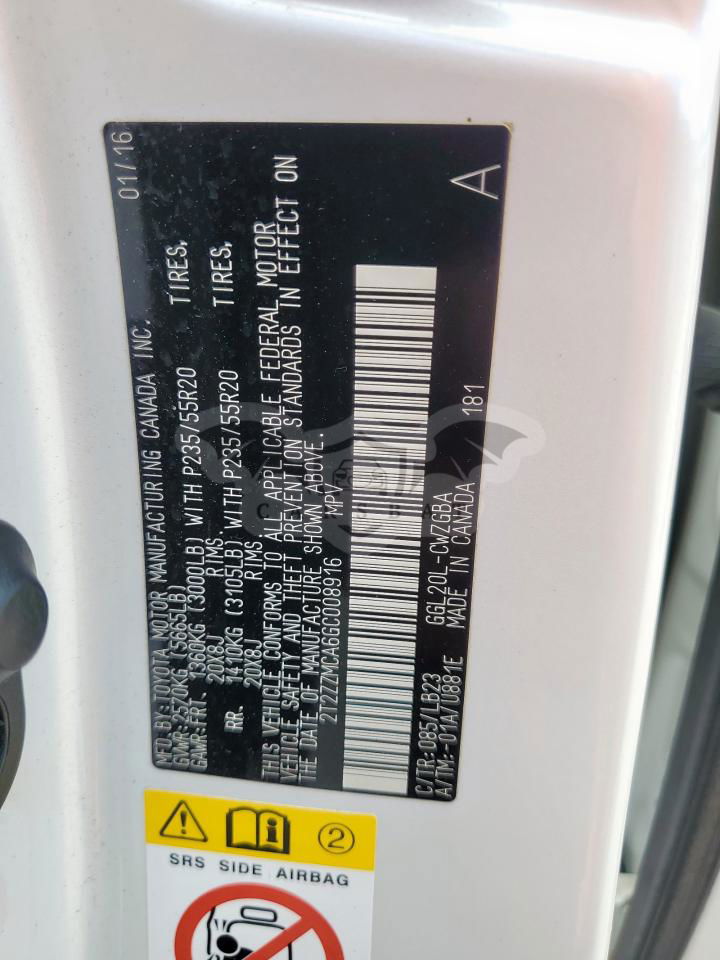 MFD.BY:TOYOTA MOTOR MANUFACTURING CANADA INC. 01/16
GVWR:2570KG (5665LB)
GAWR:FRT. 1360KG (3000LB) WITH P235/55R20 TIRES,
20X8J RIMS
RR. 1410KG (3105LB) WITH P235/55R20 TIRES,
20X8J RIMS
THIS VEHICLE CONFORMS TO ALL APPLICABLE FEDERAL MOTOR
VEHICLE SAFETY AND THEFT PREVENTION STANDARDS IN EFFECT ON
THE DATE OF MANUFACTURE SHOWN ABOVE.
2T2ZZMCA6GC008916 MPV
C/TR:085/LB23 GGL20L-CWZGBA
A/TM:-01A/U881E MADE IN CANADA 181
A
2
SRS SIDE AIRBAG